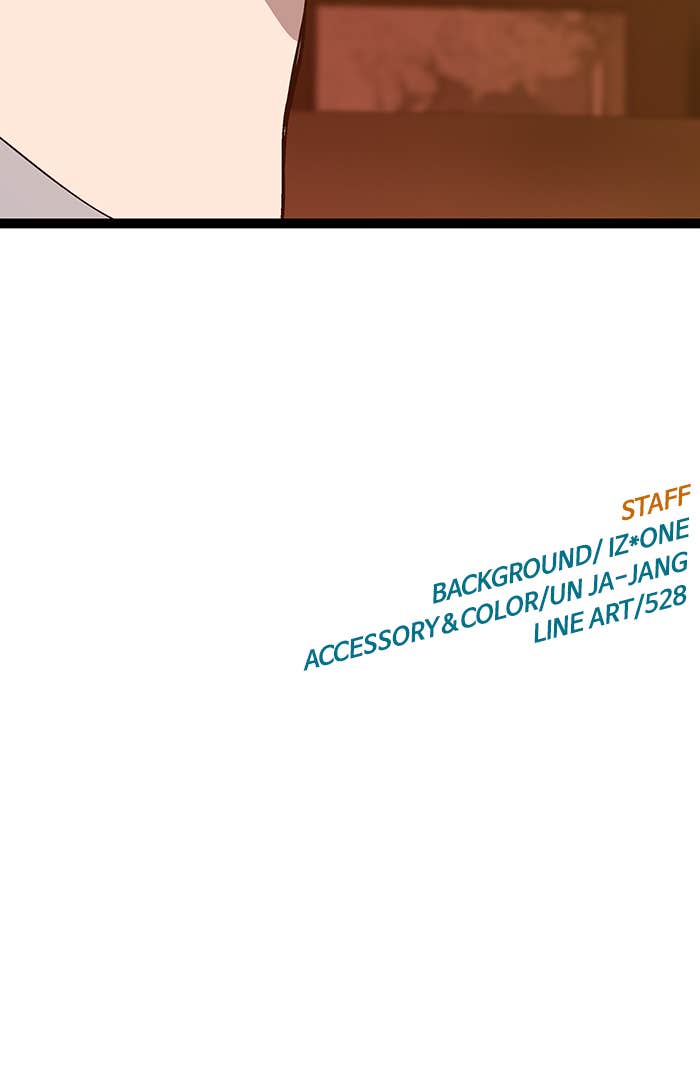 STAFF
BACKGROUND/ IZ*ONE
ACCESSORY&COLOR/UN JA-JANG
LINE ART/528